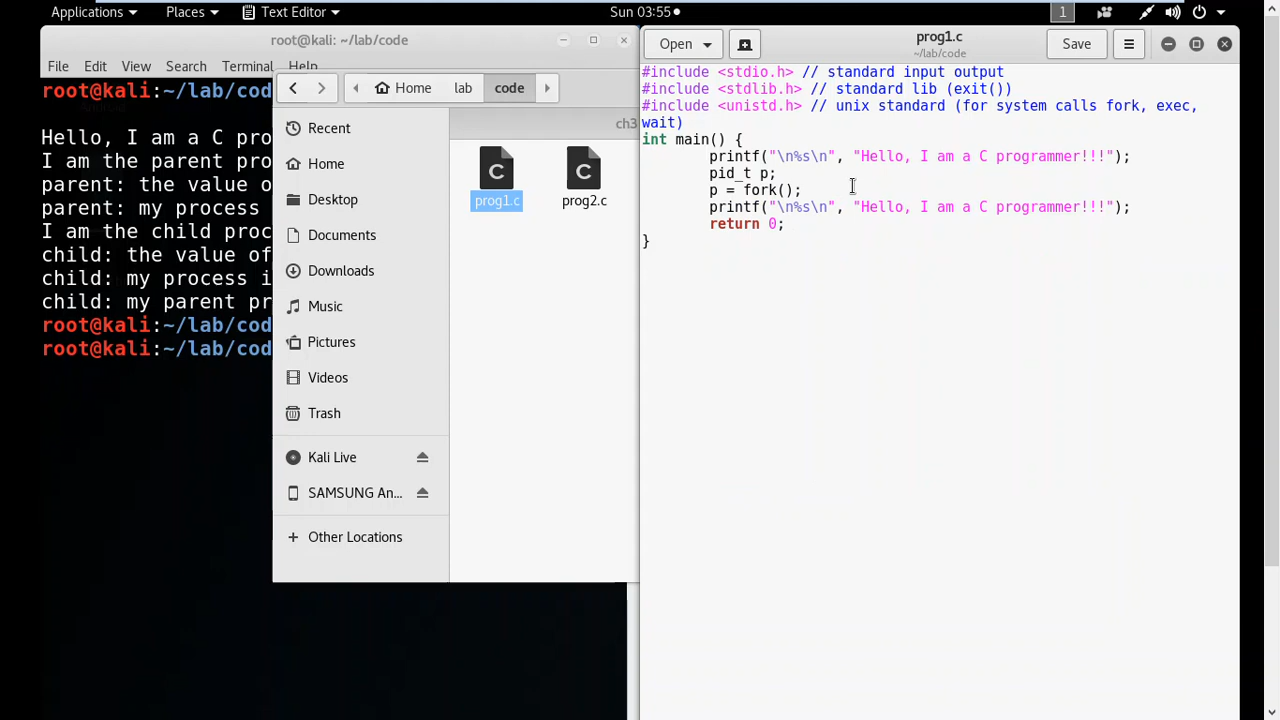 Applications
Places
Text Editor
Sun 03:55
1
root@kali: ~/lab/code
File Edit View Search Terminal Help
root@kali:~/lab/cod
Hello, I am a C pro
I am the parent pro
parent: the value o
parent: my process
I am the child proc
child: the value of
child: my process i
child: my parent pr
root@kali:~/lab/cod
root@kali:~/lab/cod
Home lab code
Recent
Home
Desktop
Documents
Downloads
Music
Pictures
Videos
Trash
Kali Live
SAMSUNG An...
+ Other Locations
ch3
prog1.c
prog2.c
Open
prog1.c
~/lab/code
Save
#include <stdio.h> // standard input output
#include <stdlib.h> // standard lib (exit())
#include <unistd.h> // unix standard (for system calls fork, exec,
wait)
int main() {
printf("\n%s\n", "Hello, I am a C programmer!!!");
pid_t p;
p = fork();
printf("\n%s\n", "Hello, I am a C programmer!!!");
return 0;
}